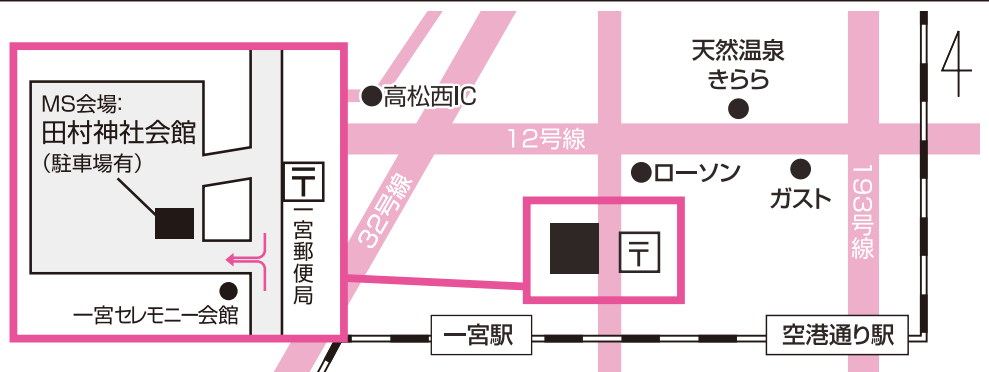 MS会場:
田村神社会館
(駐車場有)
〒
一宮郵便局
一宮セレモニー会館
高松西IC
32号線
12号線
天然温泉
きらら
ローソン
ガスト
193号線
〒
一宮駅
空港通り駅
4